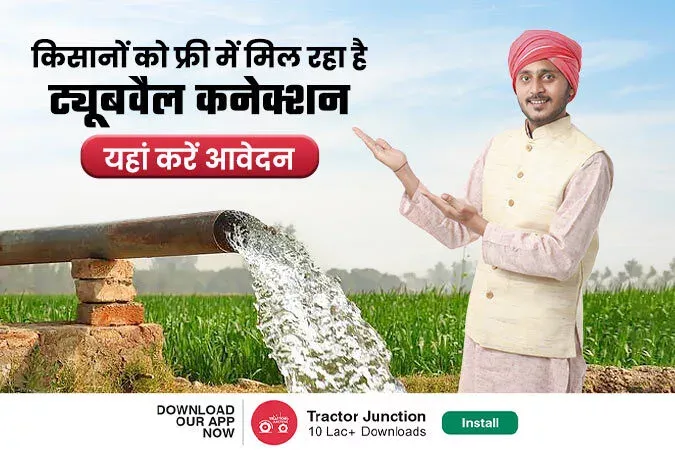 किसानों को फ्री में मिल रहा है
ट्यूबवैल कनेक्शन
यहां करें आवेदन
DOWNLOAD
OUR APP
NOW
Tractor Junction
10 Lac+ Downloads
Install